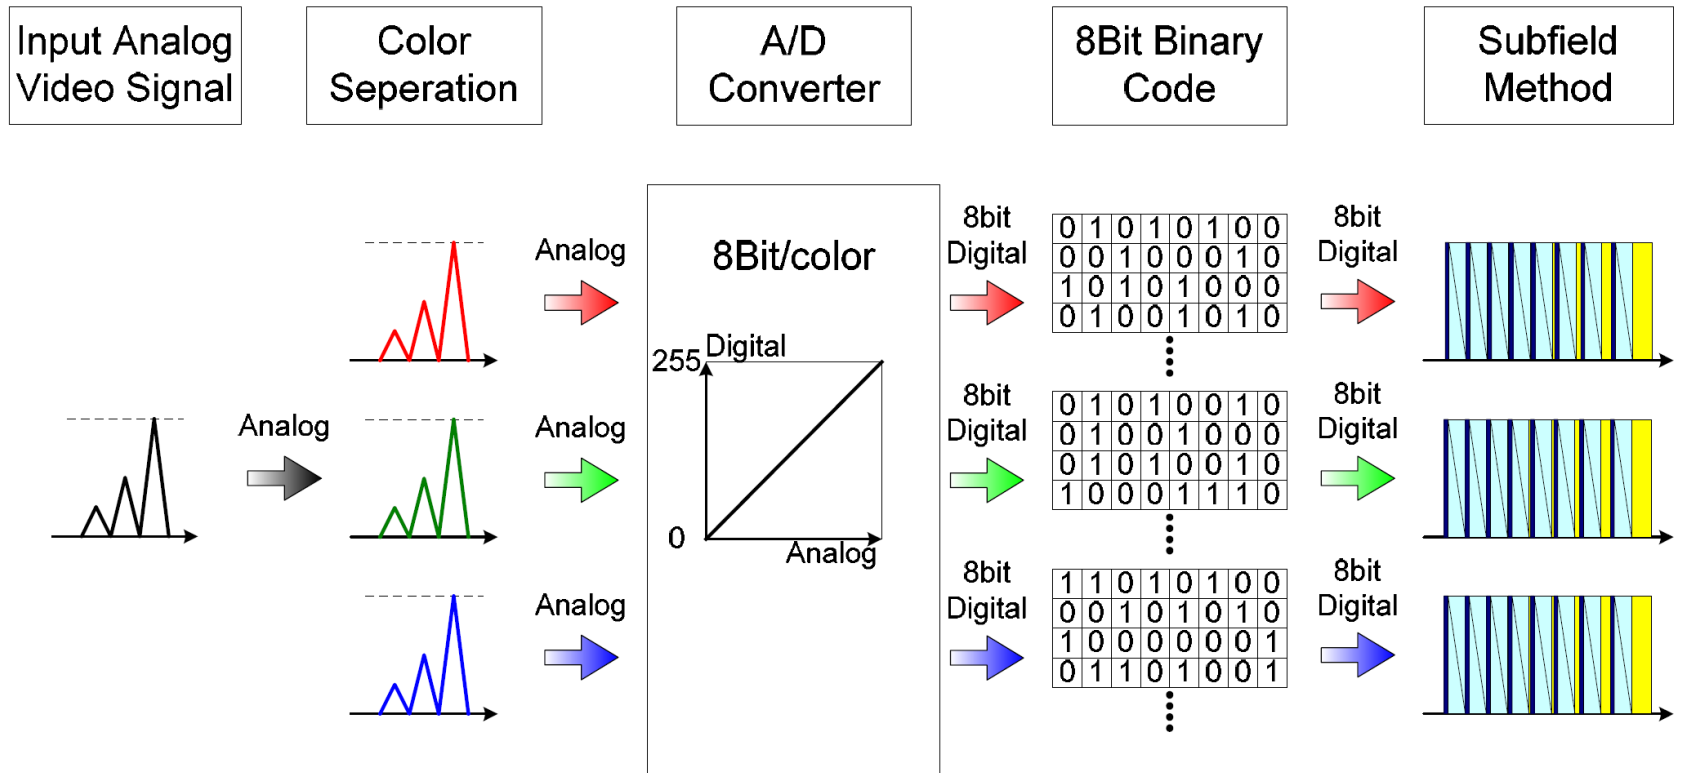 Input Analog
Video Signal
Color
Seperation
A/D
Converter
8Bit Binary
Code
Subfield
Method
Analog
Analog
Analog
Analog
8Bit/color
255
Digital
0
Analog
8bit
Digital
8bit
Digital
8bit
Digital
0 1 0 1 0 1 0 0
0 0 1 0 0 0 1 0
1 0 1 0 1 0 0 0
0 1 0 0 1 0 1 0
0 1 0 1 0 0 1 0
0 0 0 0 1 0 0 0
0 1 0 1 0 0 1 0
1 0 0 0 1 1 1 0
1 1 0 1 0 1 0 0
0 0 1 0 1 0 1 0
1 0 0 0 0 0 0 1
0 1 1 0 1 0 0 1
8bit
Digital
8bit
Digital
8bit
Digital